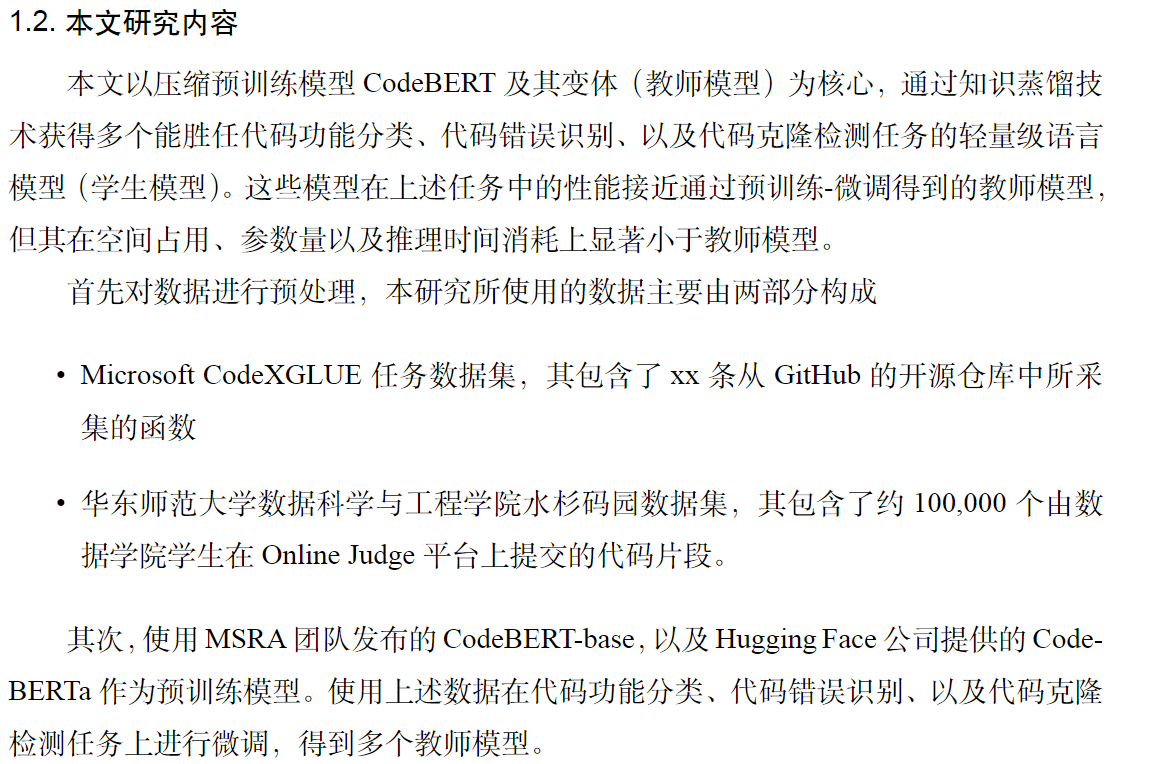 1.2. 本文研究内容
本文以压缩预训练模型 CodeBERT 及其变体（教师模型）为核心，通过知识蒸馏技
术获得多个能胜任代码功能分类、代码错误识别、以及代码克隆检测任务的轻量级语言
模型（学生模型）。这些模型在上述任务中的性能接近通过预训练-微调得到的教师模型，
但其在空间占用、参数量以及推理时间消耗上显著小于教师模型。
首先对数据进行预处理，本研究所使用的数据主要由两部分构成
• Microsoft CodeXGLUE 任务数据集，其包含了 xx 条从 GitHub 的开源仓库中所采
集的函数
• 华东师范大学数据科学与工程学院水杉码园数据集，其包含了约 100,000 个由数
据学院学生在 Online Judge 平台上提交的代码片段。
其次，使用 MSRA 团队发布的 CodeBERT-base，以及 Hugging Face 公司提供的 Code-
BERTa 作为预训练模型。使用上述数据在代码功能分类、代码错误识别、以及代码克隆
检测任务上进行微调，得到多个教师模型。